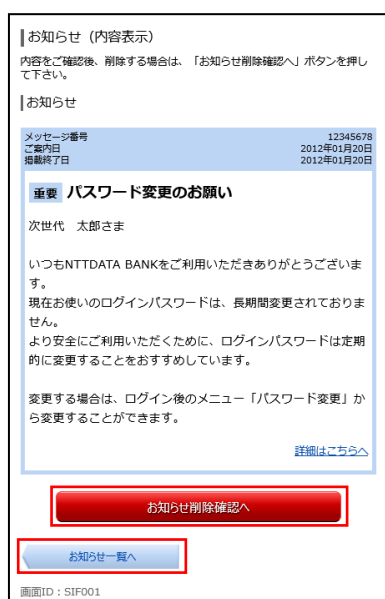 お知らせ（内容表示）
内容をご確認後、削除する場合は、「お知らせ削除確認へ」ボタンを押し
て下さい。
お知らせ
メッセージ番号 12345678
ご案内日 2012年01月20日
掲載終了日 2012年01月20日
重要 パスワード変更のお願い
次世代　太郎さま
いつもNTTDATA BANKをご利用いただきありがとうございま
す。
現在お使いのログインパスワードは、長期間変更されておりま
せん。
より安全にご利用いただくために、ログインパスワードは定期
的に変更することをおすすめしています。
変更する場合は、ログイン後のメニュー「パスワード変更」か
ら変更することができます。
詳細はこちらへ
お知らせ削除確認へ
お知らせ一覧へ
画面ID：SIF001